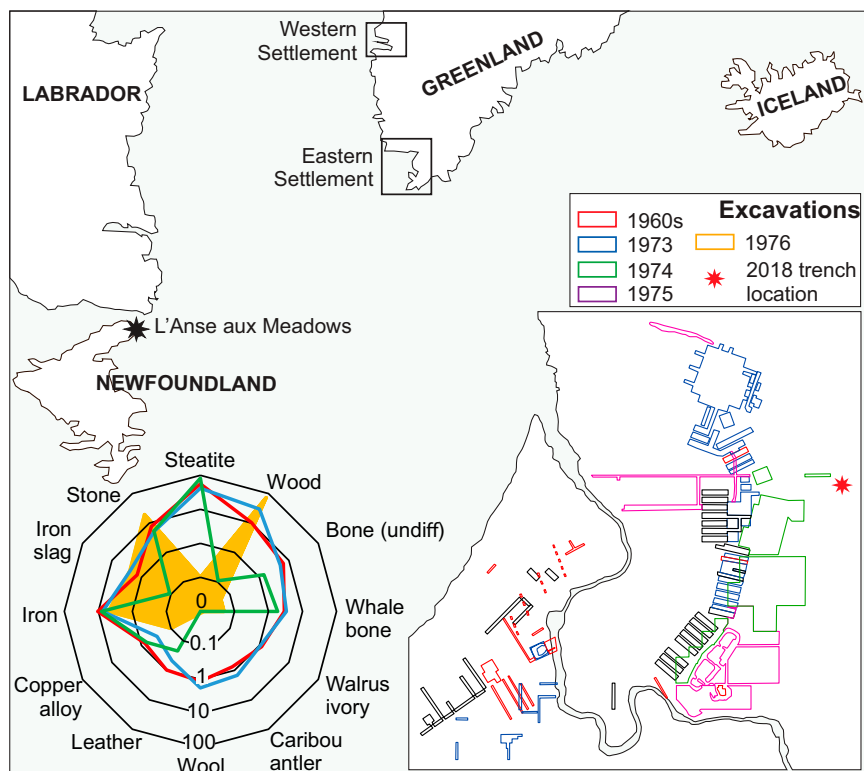 Western
Settlement
GREENLAND
LABRADOR
ICELAND
Eastern
Settlement
Excavations
1960s
1973
1974
1975
1976
2018 trench
location
L'Anse aux Meadows
NEWFOUNDLAND
Steatite
Wood
Bone (undiff)
Whale
bone
Walrus
ivory
Caribou
antler
Wool
Leather
Copper
alloy
Iron
Iron
slag
Stone
0
0.1
1
10
100